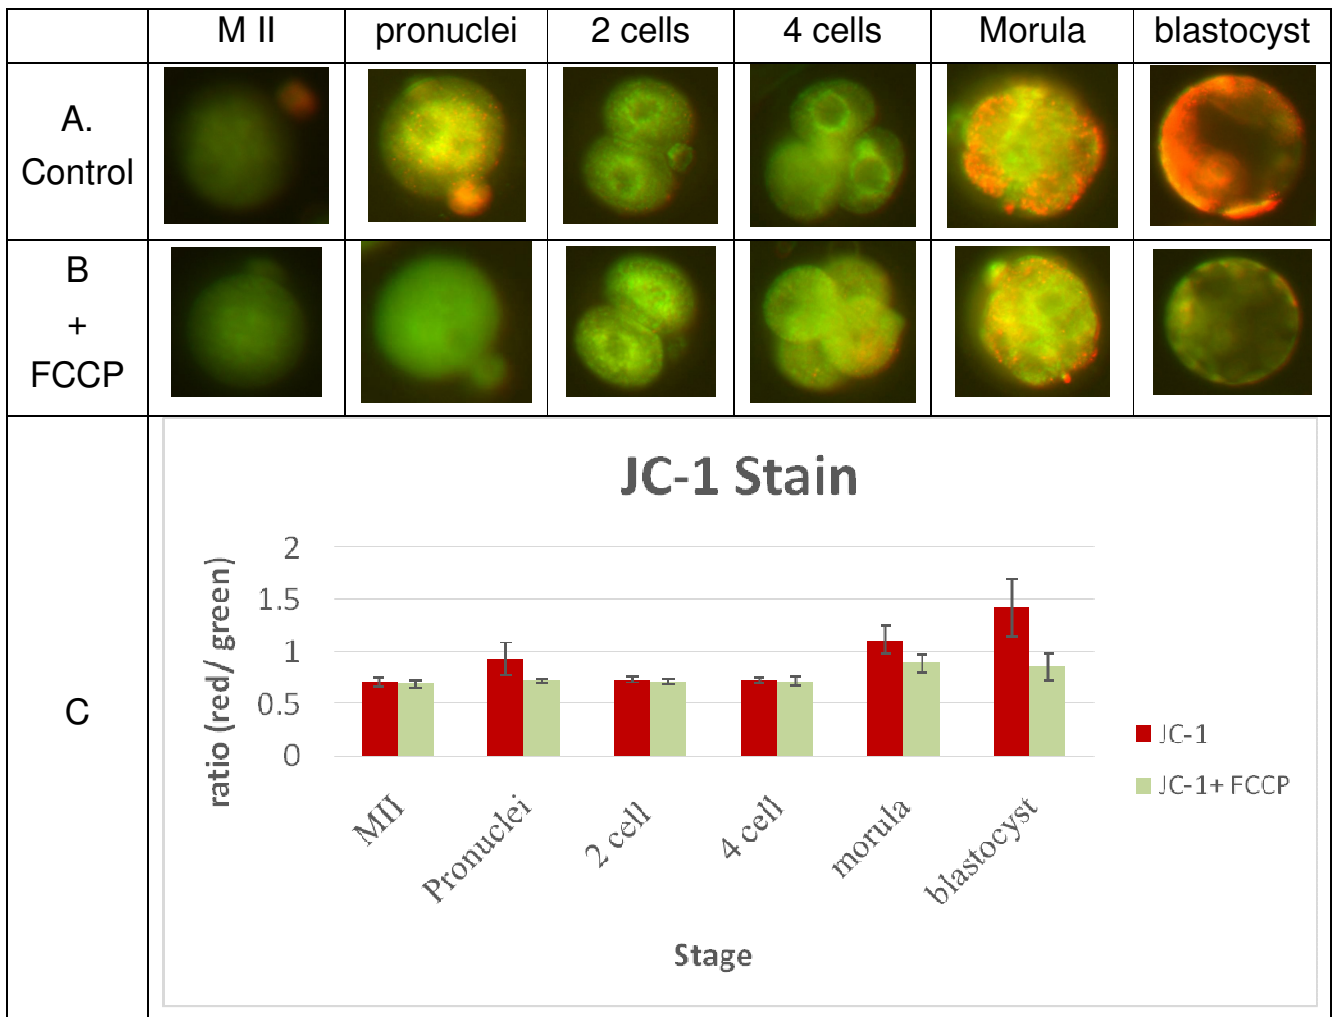 M II pronuclei 2 cells 4 cells Morula blastocyst
A.
Control
B
+
FCCP
C
JC-1 Stain
ratio (red/ green)
2
1.5
1
0.5
0
MII Pronuclei 2 cell 4 cell morula blastocyst
Stage
JC-1
JC-1+ FCCP